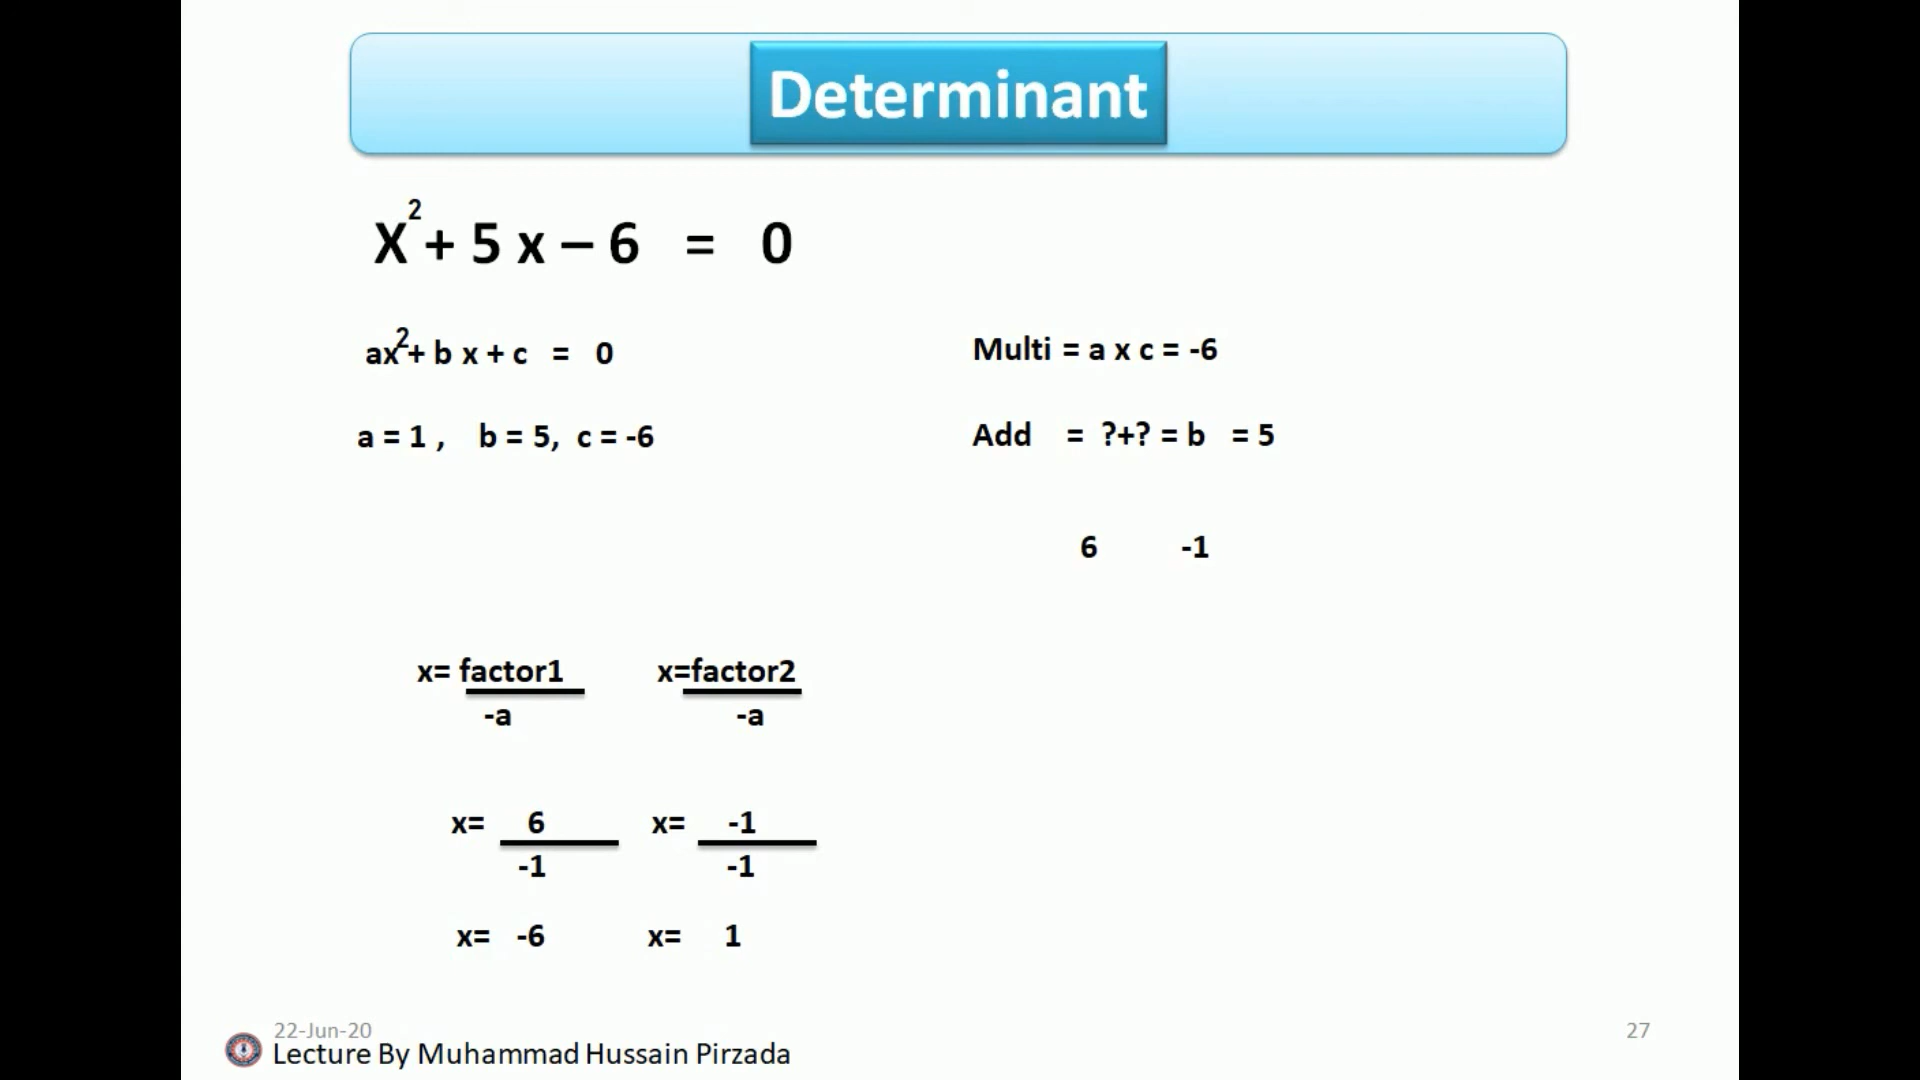 Determinant
X² + 5 x – 6 = 0
ax² + b x + c = 0
Multi = a x c = -6
a = 1 , b = 5, c = -6
Add = ?+? = b = 5
6 -1
x= factor1 x=factor2
-a -a
x= 6 x= -1
-1 -1
x= -6 x= 1
22-Jun-20
27
Lecture By Muhammad Hussain Pirzada